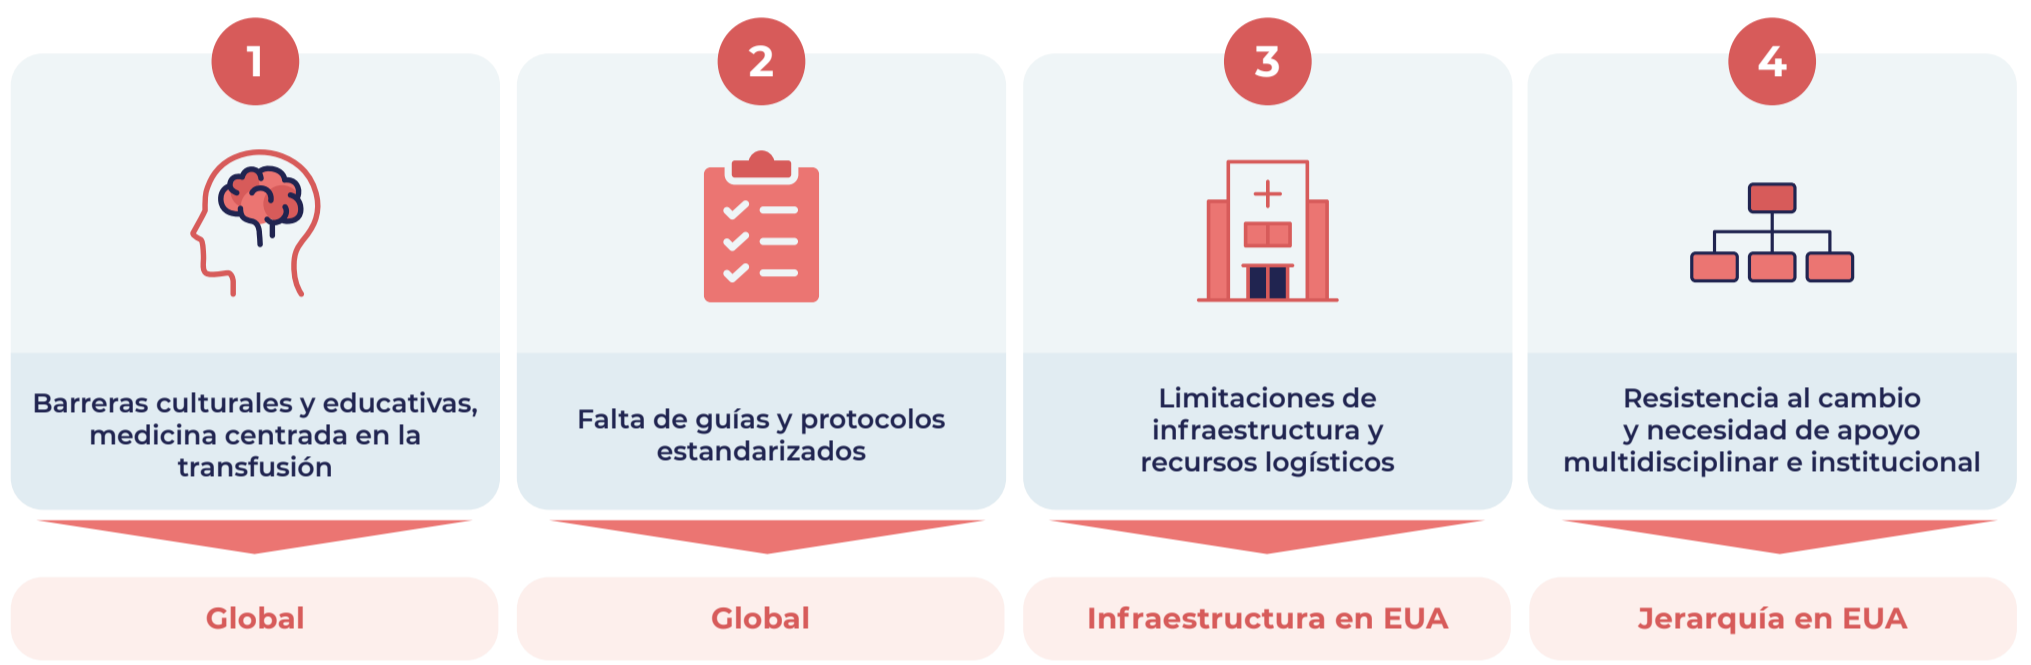 1
Barreras culturales y educativas,
medicina centrada en la
transfusión
Global
2
Falta de guías y protocolos
estandarizados
Global
3
Limitaciones de
infraestructura y
recursos logísticos
Infraestructura en EUA
4
Resistencia al cambio
y necesidad de apoyo
multidisciplinar e institucional
Jerarquía en EUA